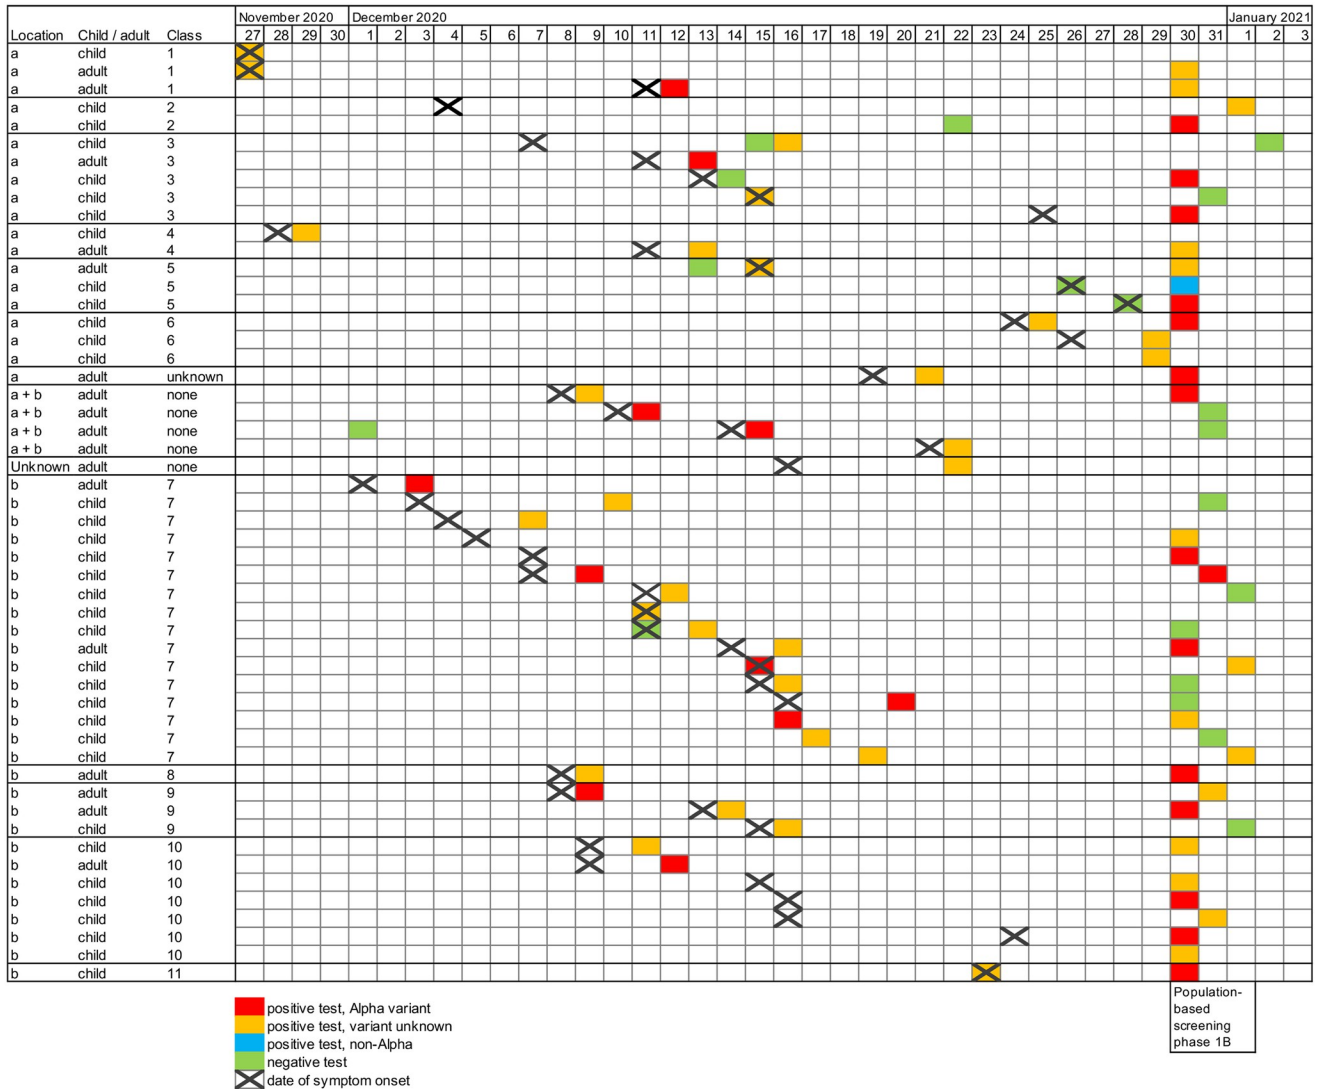 November 2020 December 2020 January 2021
Location Child / adult Class 27 28 29 30 1 2 3 4 5 6 7 8 9 10 11 12 13 14 15 16 17 18 19 20 21 22 23 24 25 26 27 28 29 30 31 1 2 3
a child 1
a adult 1
a adult 1
a child 2
a child 2
a child 3
a adult 3
a child 3
a child 3
a child 3
a child 4
a adult 4
a adult 5
a child 5
a child 5
a child 6
a child 6
a child 6
a adult unknown
a + b adult none
a + b adult none
a + b adult none
a + b adult none
Unknown adult none
b adult 7
b child 7
b child 7
b child 7
b child 7
b child 7
b child 7
b child 7
b child 7
b adult 7
b child 7
b child 7
b child 7
b child 7
b child 7
b child 7
b adult 8
b adult 9
b adult 9
b child 9
b child 10
b adult 10
b child 10
b child 10
b child 10
b child 10
b child 10
b child 11
Population-
based
screening
phase 1B
positive test, Alpha variant
positive test, variant unknown
positive test, non-Alpha
negative test
date of symptom onset